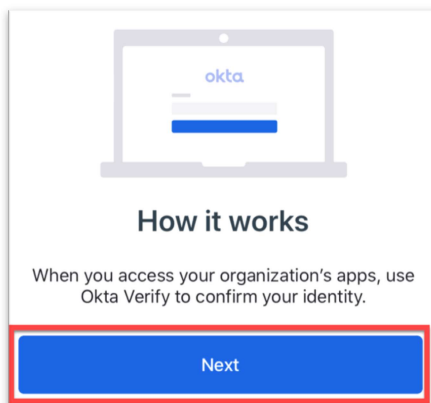 okta
How it works
When you access your organization's apps, use
Okta Verify to confirm your identity.
Next